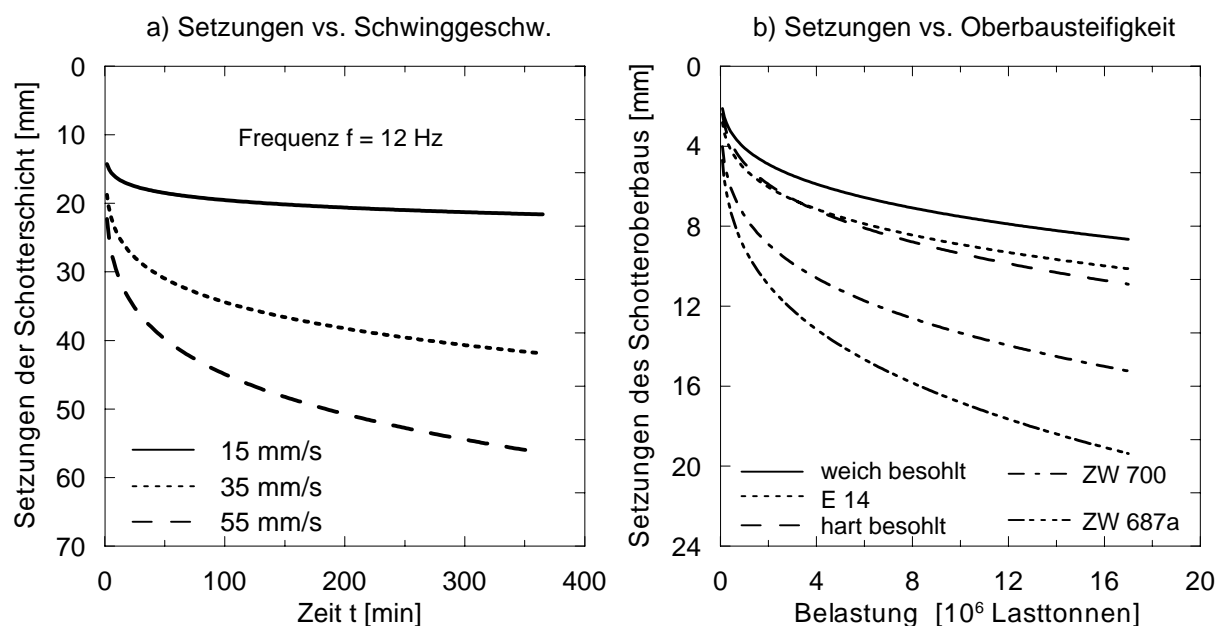 a) Setzungen vs. Schwinggeschw.
Setzungen der Schotterschicht [mm]
0
10
20
30
40
50
60
70
Frequenz f = 12 Hz
15 mm/s
35 mm/s
55 mm/s
0 100 200 300 400
Zeit t [min]
b) Setzungen vs. Oberbausteifigkeit
Setzungen des Schotteroberbaus [mm]
0
4
8
12
16
20
24
weich besohlt
E 14
hart besohlt
ZW 700
ZW 687a
0 4 8 12 16 20
Belastung [10⁶ Lasttonnen]